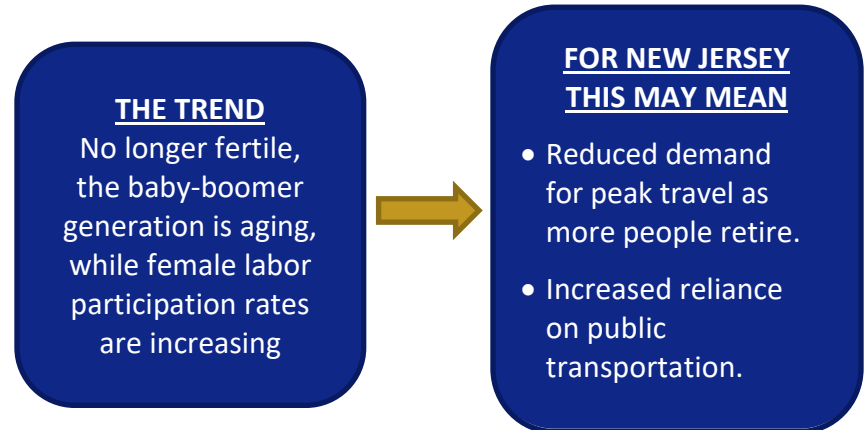 THE TREND
No longer fertile,
the baby-boomer
generation is aging,
while female labor
participation rates
are increasing
FOR NEW JERSEY
THIS MAY MEAN
• Reduced demand
for peak travel as
more people retire.
• Increased reliance
on public
transportation.